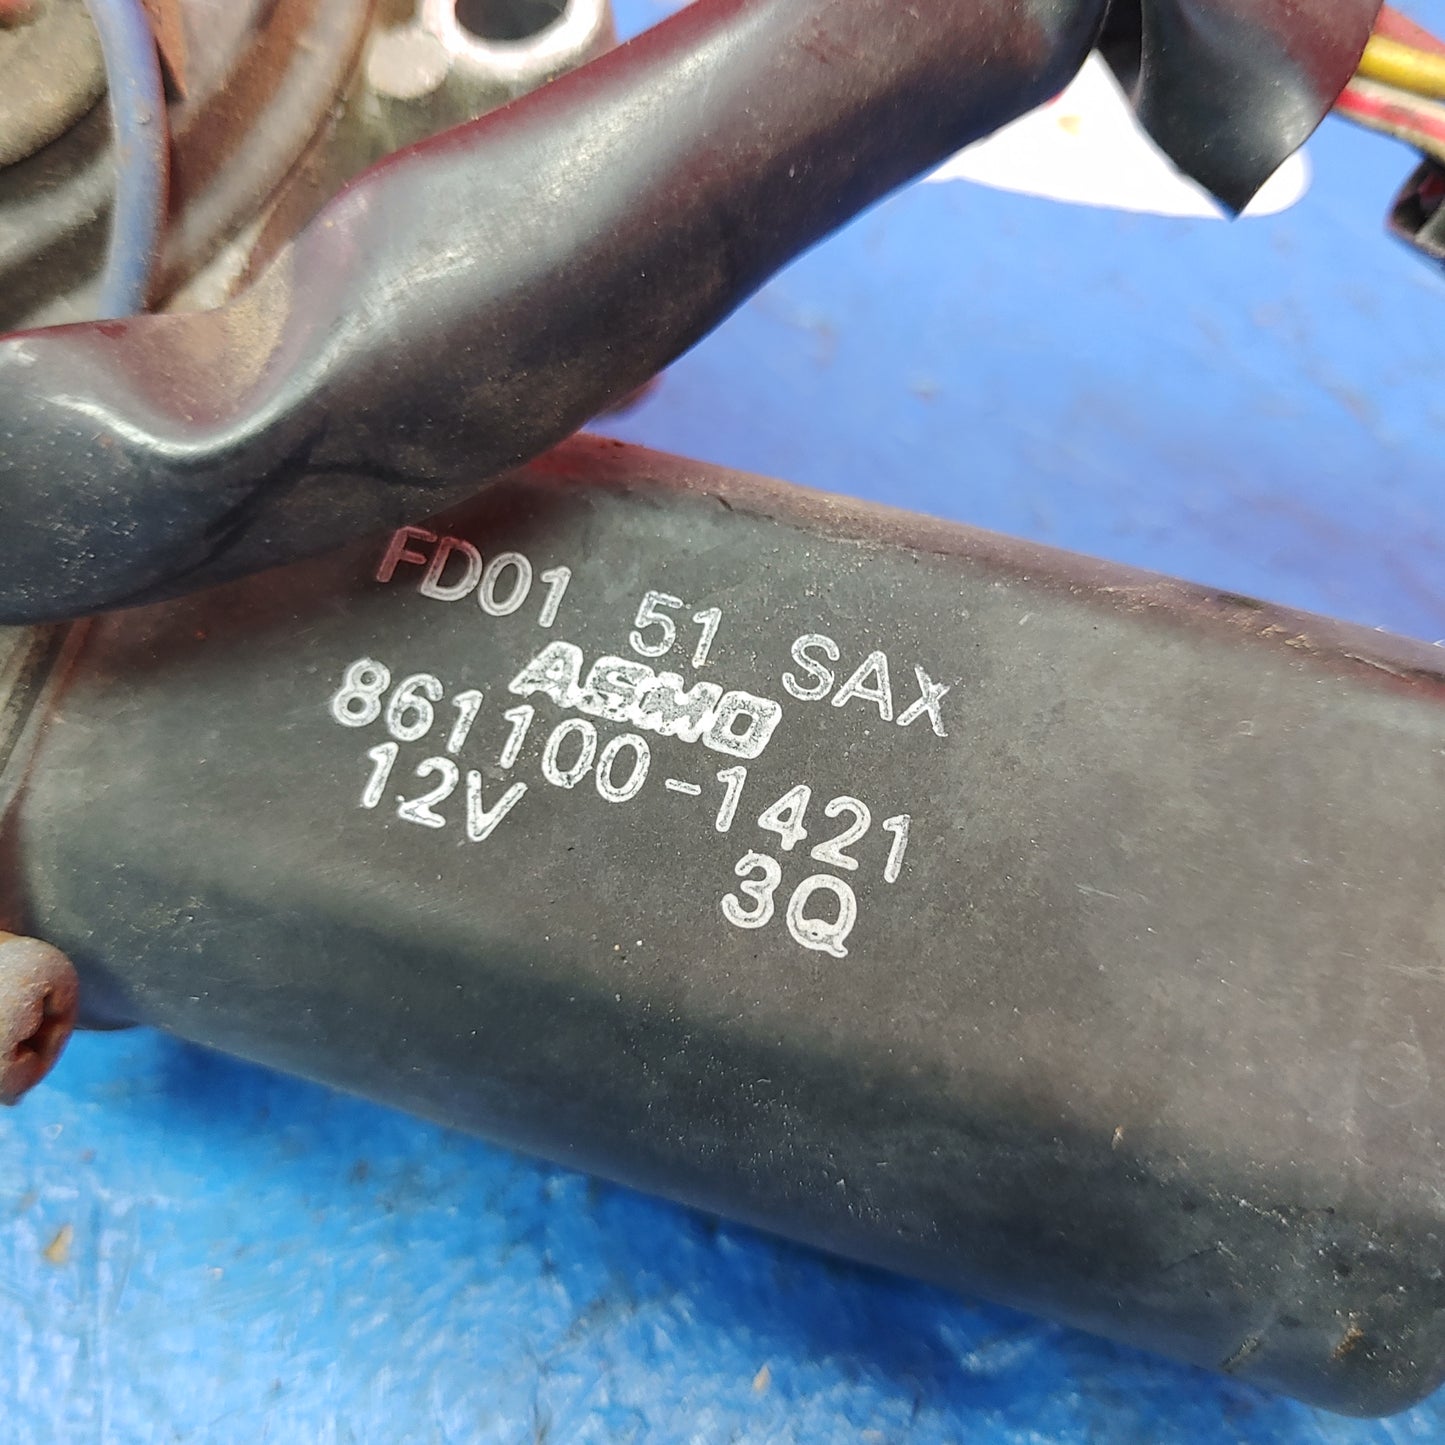 FD01 51 SAX
ASMO
861100-1421
12V 3Q